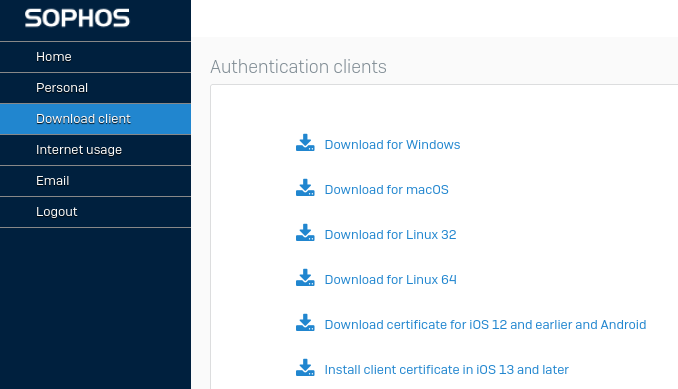 SOPHOS
Home
Personal
Download client
Internet usage
Email
Logout
Authentication clients
Download for Windows
Download for macOS
Download for Linux 32
Download for Linux 64
Download certificate for iOS 12 and earlier and Android
Install client certificate in iOS 13 and later